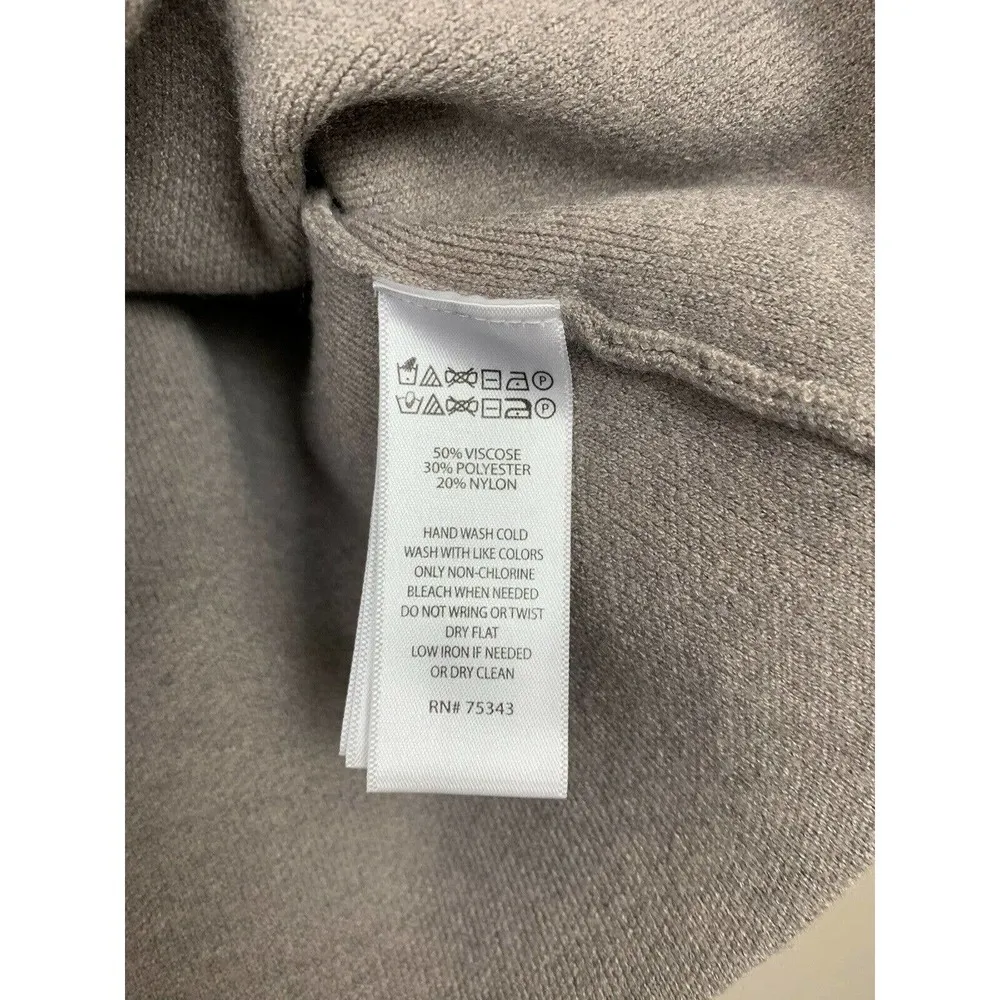 P
P
50% VISCOSE
30% POLYESTER
20% NYLON
HAND WASH COLD
WASH WITH LIKE COLORS
ONLY NON-CHLORINE
BLEACH WHEN NEEDED
DO NOT WRING OR TWIST
DRY FLAT
LOW IRON IF NEEDED
OR DRY CLEAN
RN# 75343